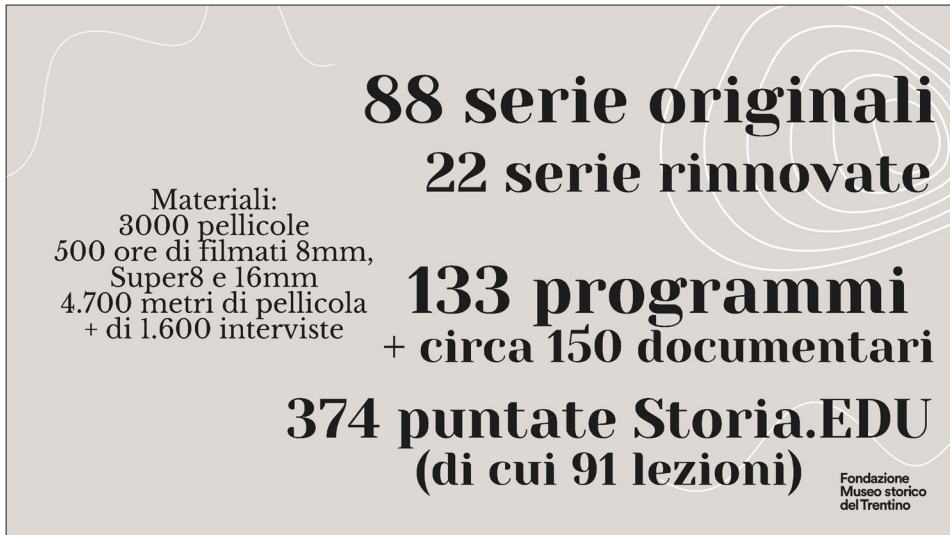 88 serie originali
22 serie rinnovate
Materiali:
3000 pellicole
500 ore di filmati 8mm,
Super8 e 16mm
4.700 metri di pellicola
+ di 1.600 interviste
133 programmi
+ circa 150 documentari
374 puntate Storia.EDU
(di cui 91 lezioni)
Fondazione
Museo storico
del Trentino